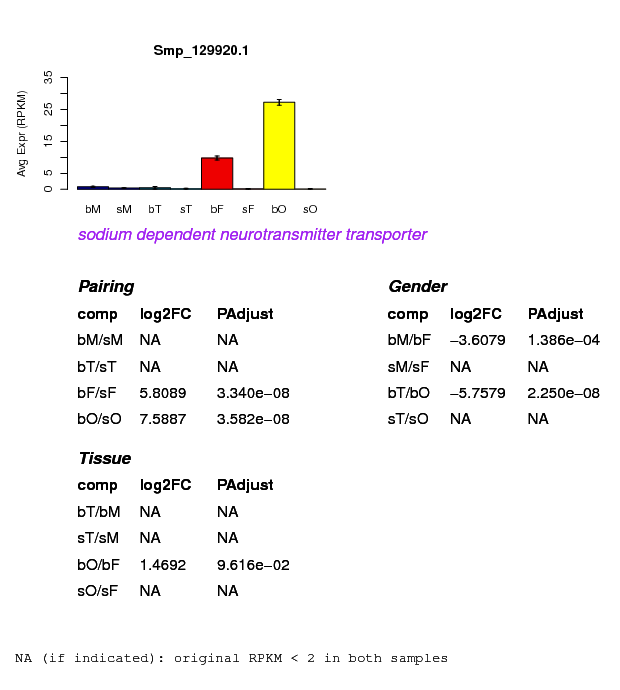 Smp_129920.1
Avg Expr (RPKM)
35
25
15
5
0
bM sM bT sT bF sF bO sO
sodium dependent neurotransmitter transporter
Pairing
comp log2FC PAdjust
bM/sM NA NA
bT/sT NA NA
bF/sF 5.8089 3.340e−08
bO/sO 7.5887 3.582e−08
Gender
comp log2FC PAdjust
bM/bF −3.6079 1.386e−04
sM/sF NA NA
bT/bO −5.7579 2.250e−08
sT/sO NA NA
Tissue
comp log2FC PAdjust
bT/bM NA NA
sT/sM NA NA
bO/bF 1.4692 9.616e−02
sO/sF NA NA
NA (if indicated): original RPKM < 2 in both samples